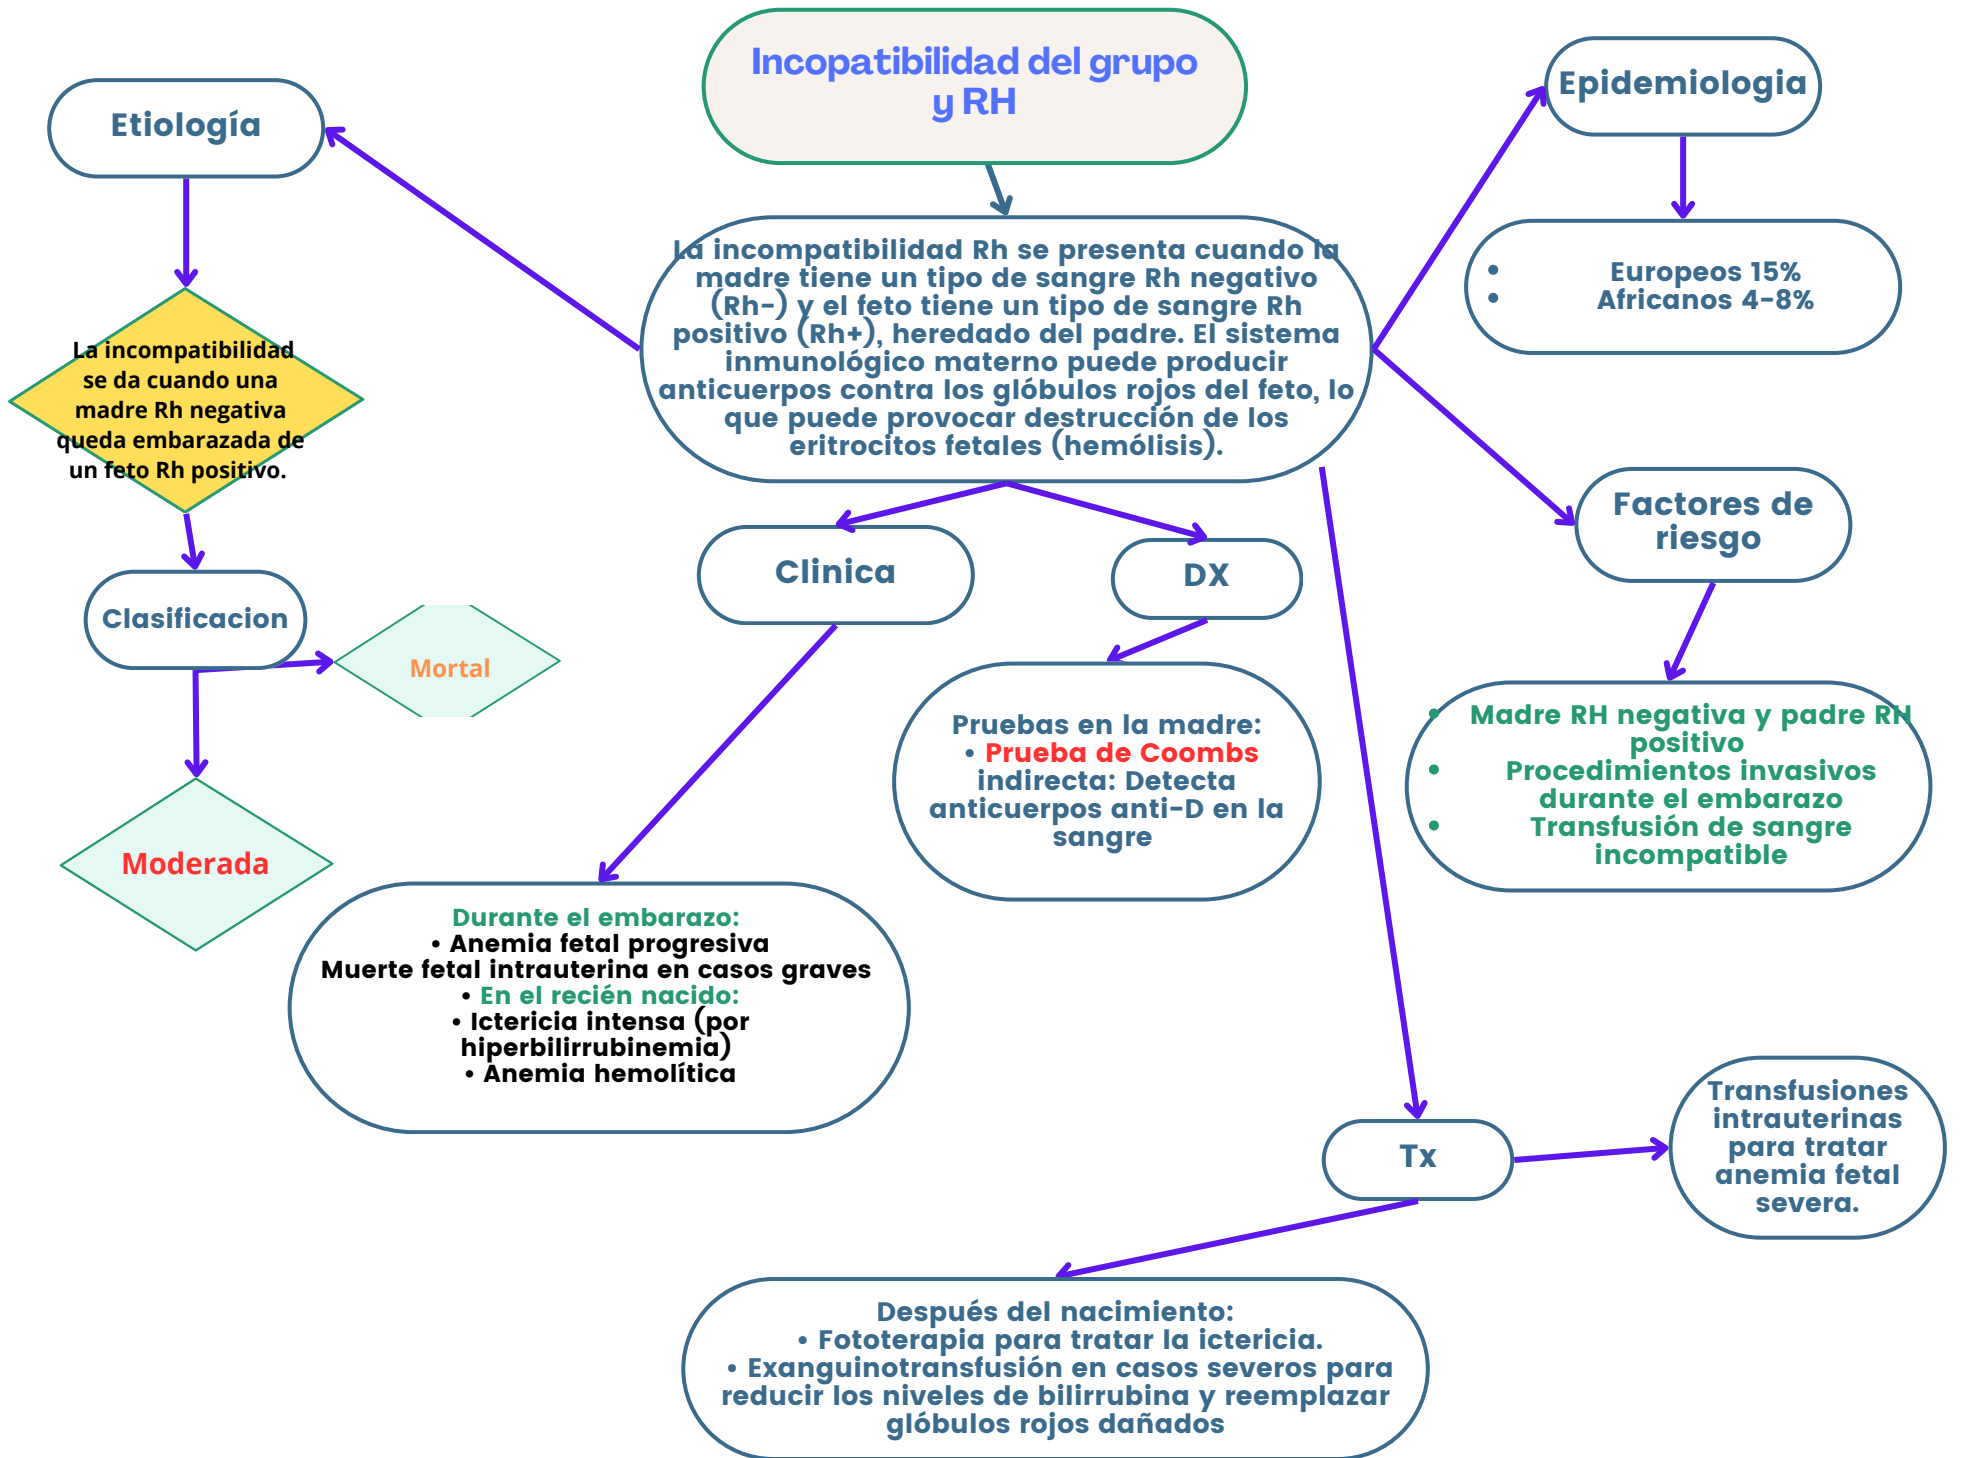 Incopatibilidad del grupo
y RH
Etiología
Epidemiologia
La incompatibilidad Rh se presenta cuando la
madre tiene un tipo de sangre Rh negativo
(Rh-) y el feto tiene un tipo de sangre Rh
positivo (Rh+), heredado del padre. El sistema
inmunológico materno puede producir
anticuerpos contra los glóbulos rojos del feto, lo
que puede provocar destrucción de los
eritrocitos fetales (hemólisis).
• Europeos 15%
• Africanos 4-8%
La incompatibilidad
se da cuando una
madre Rh negativa
queda embarazada de
un feto Rh positivo.
Clasificacion
Mortal
Moderada
Clinica
DX
Factores de
riesgo
Pruebas en la madre:
• Prueba de Coombs
indirecta: Detecta
anticuerpos anti-D en la
sangre
• Madre RH negativa y padre RH
positivo
• Procedimientos invasivos
durante el embarazo
• Transfusión de sangre
incompatible
Durante el embarazo:
• Anemia fetal progresiva
Muerte fetal intrauterina en casos graves
• En el recién nacido:
• Ictericia intensa (por
hiperbilirrubinemia)
• Anemia hemolítica
Tx
Transfusiones
intrauterinas
para tratar
anemia fetal
severa.
Después del nacimiento:
• Fototerapia para tratar la ictericia.
• Exanguinotransfusión en casos severos para
reducir los niveles de bilirrubina y reemplazar
glóbulos rojos dañados